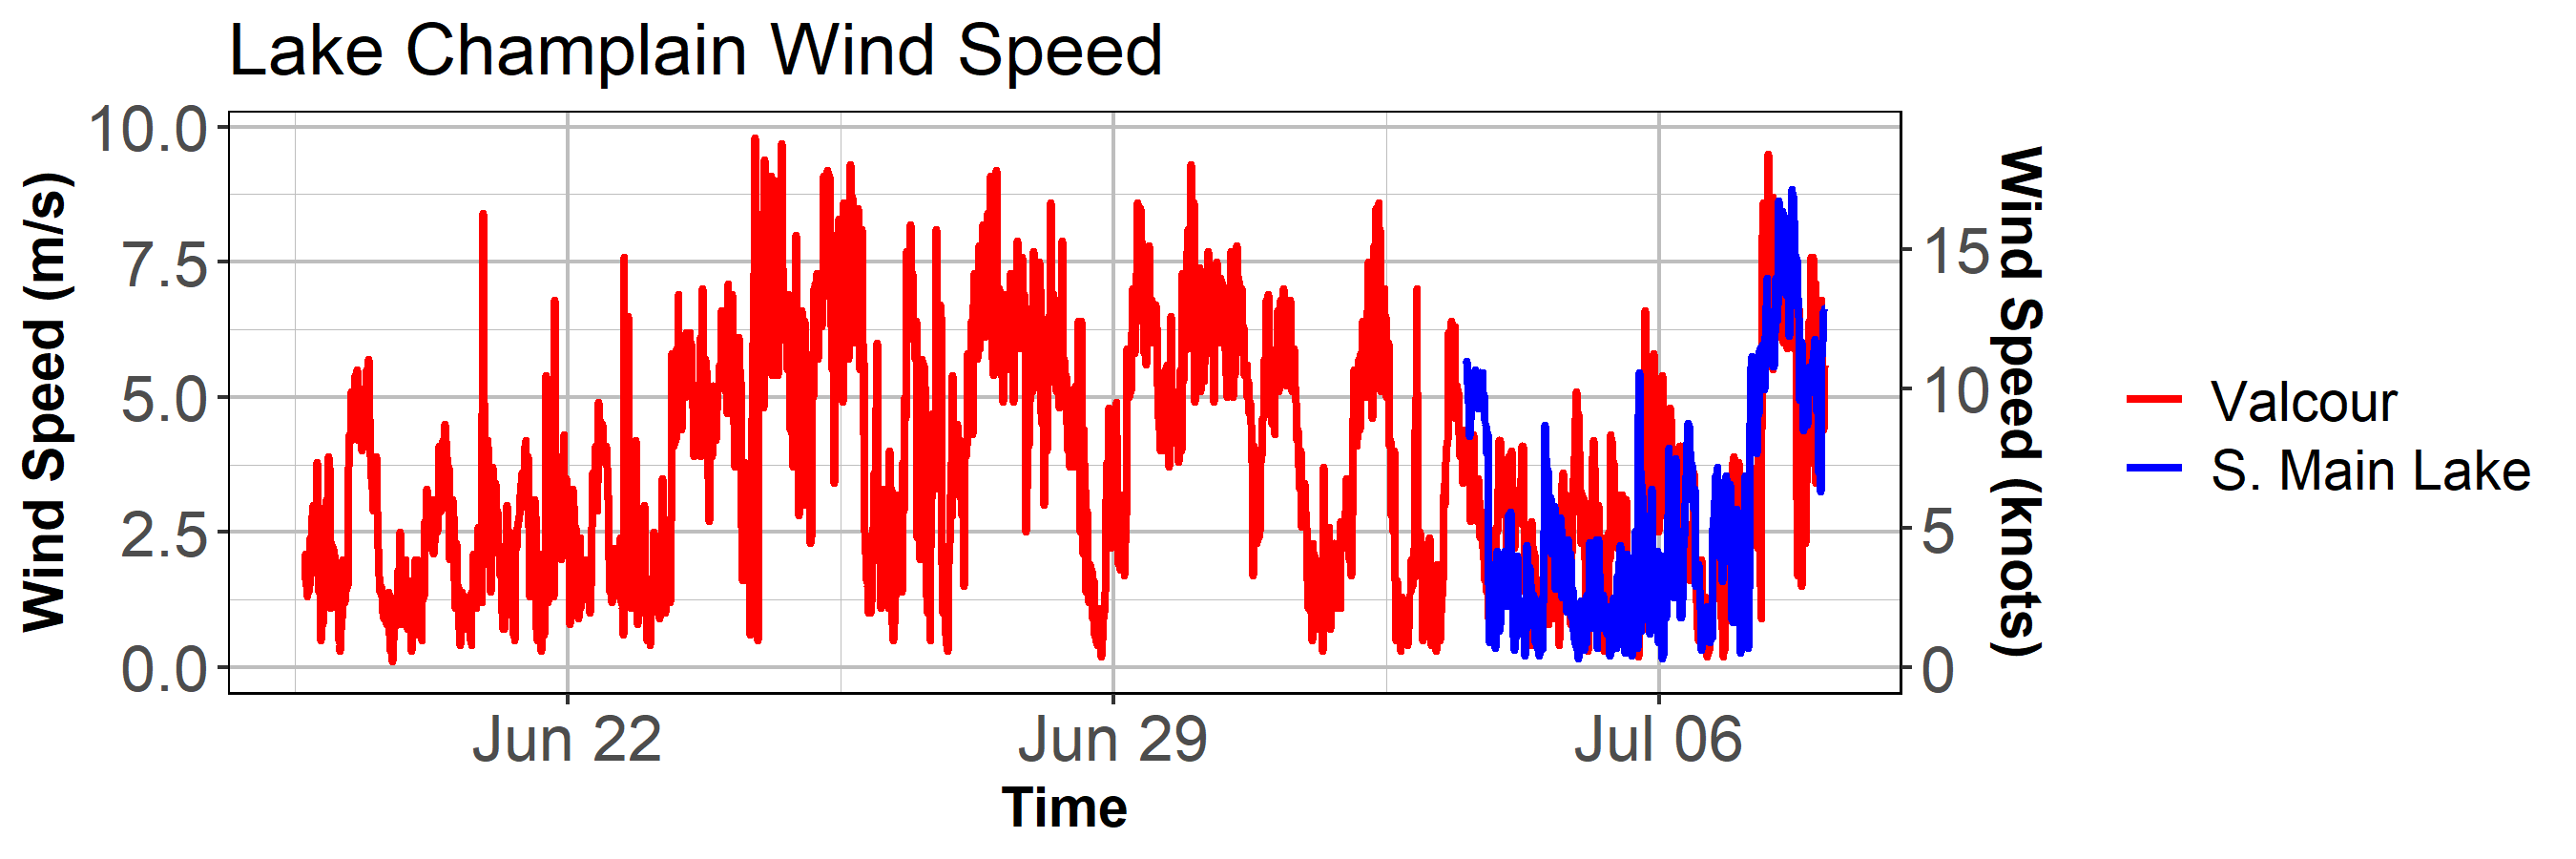 Lake Champlain Wind Speed
Wind Speed (m/s)
10.0
7.5
5.0
2.5
0.0
Jun 22
Jun 29
Jul 06
Time
15
10
5
0
Wind Speed (knots)
Valcour
S. Main Lake